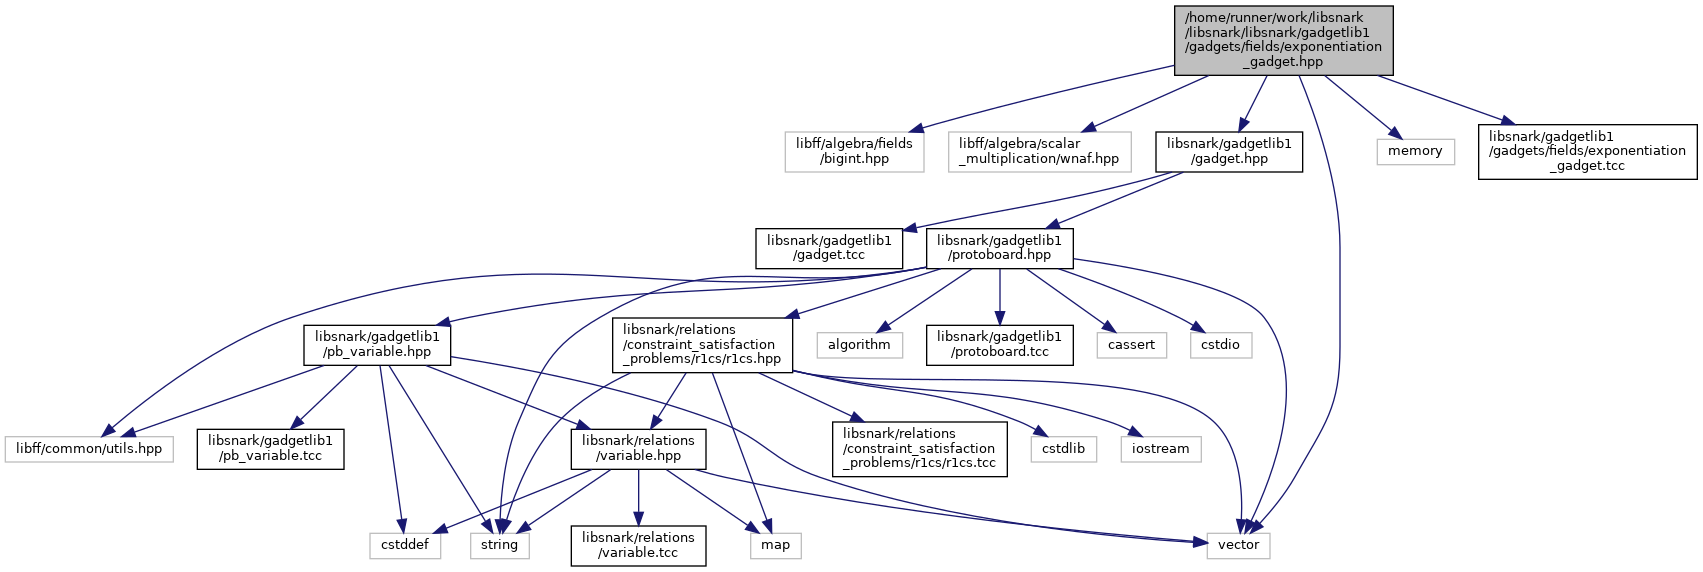 /home/runner/work/libsnark
/libsnark/libsnark/gadgetlib1
/gadgets/fields/exponentiation
_gadget.hpp
libff/algebra/fields
/bigint.hpp
libff/algebra/scalar
_multiplication/wnaf.hpp
libsnark/gadgetlib1
/gadget.hpp
memory
libsnark/gadgetlib1
/gadgets/fields/exponentiation
_gadget.tcc
libsnark/gadgetlib1
/gadget.tcc
libsnark/gadgetlib1
/protoboard.hpp
libsnark/gadgetlib1
/pb_variable.hpp
libsnark/relations
/constraint_satisfaction
_problems/r1cs/r1cs.hpp
algorithm
libsnark/gadgetlib1
/protoboard.tcc
cassert
cstdio
libff/common/utils.hpp
libsnark/gadgetlib1
/pb_variable.tcc
libsnark/relations
/variable.hpp
libsnark/relations
/constraint_satisfaction
_problems/r1cs/r1cs.tcc
cstdlib
iostream
cstddef
string
libsnark/relations
/variable.tcc
map
vector